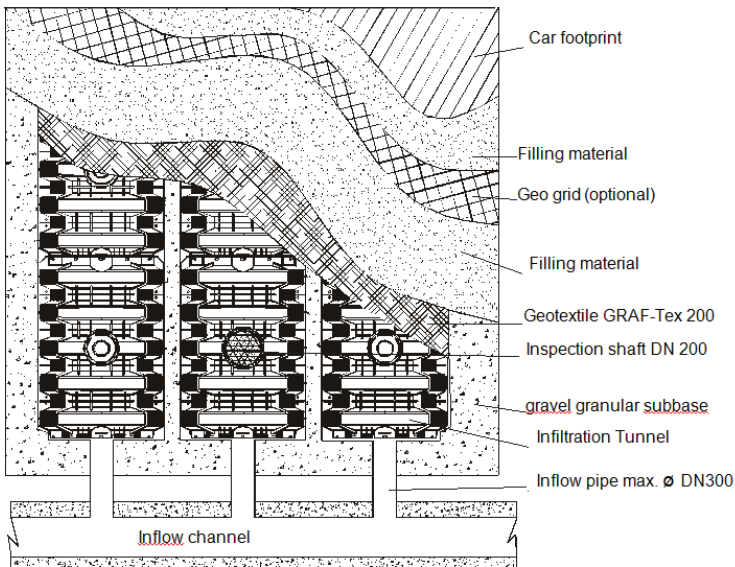 Car footprint
Filling material
Geo grid (optional)
Filling material
Geotextile GRAF-Tex 200
Inspection shaft DN 200
gravel granular subbase
Infiltration Tunnel
Inflow pipe max. ø DN300
Inflow channel